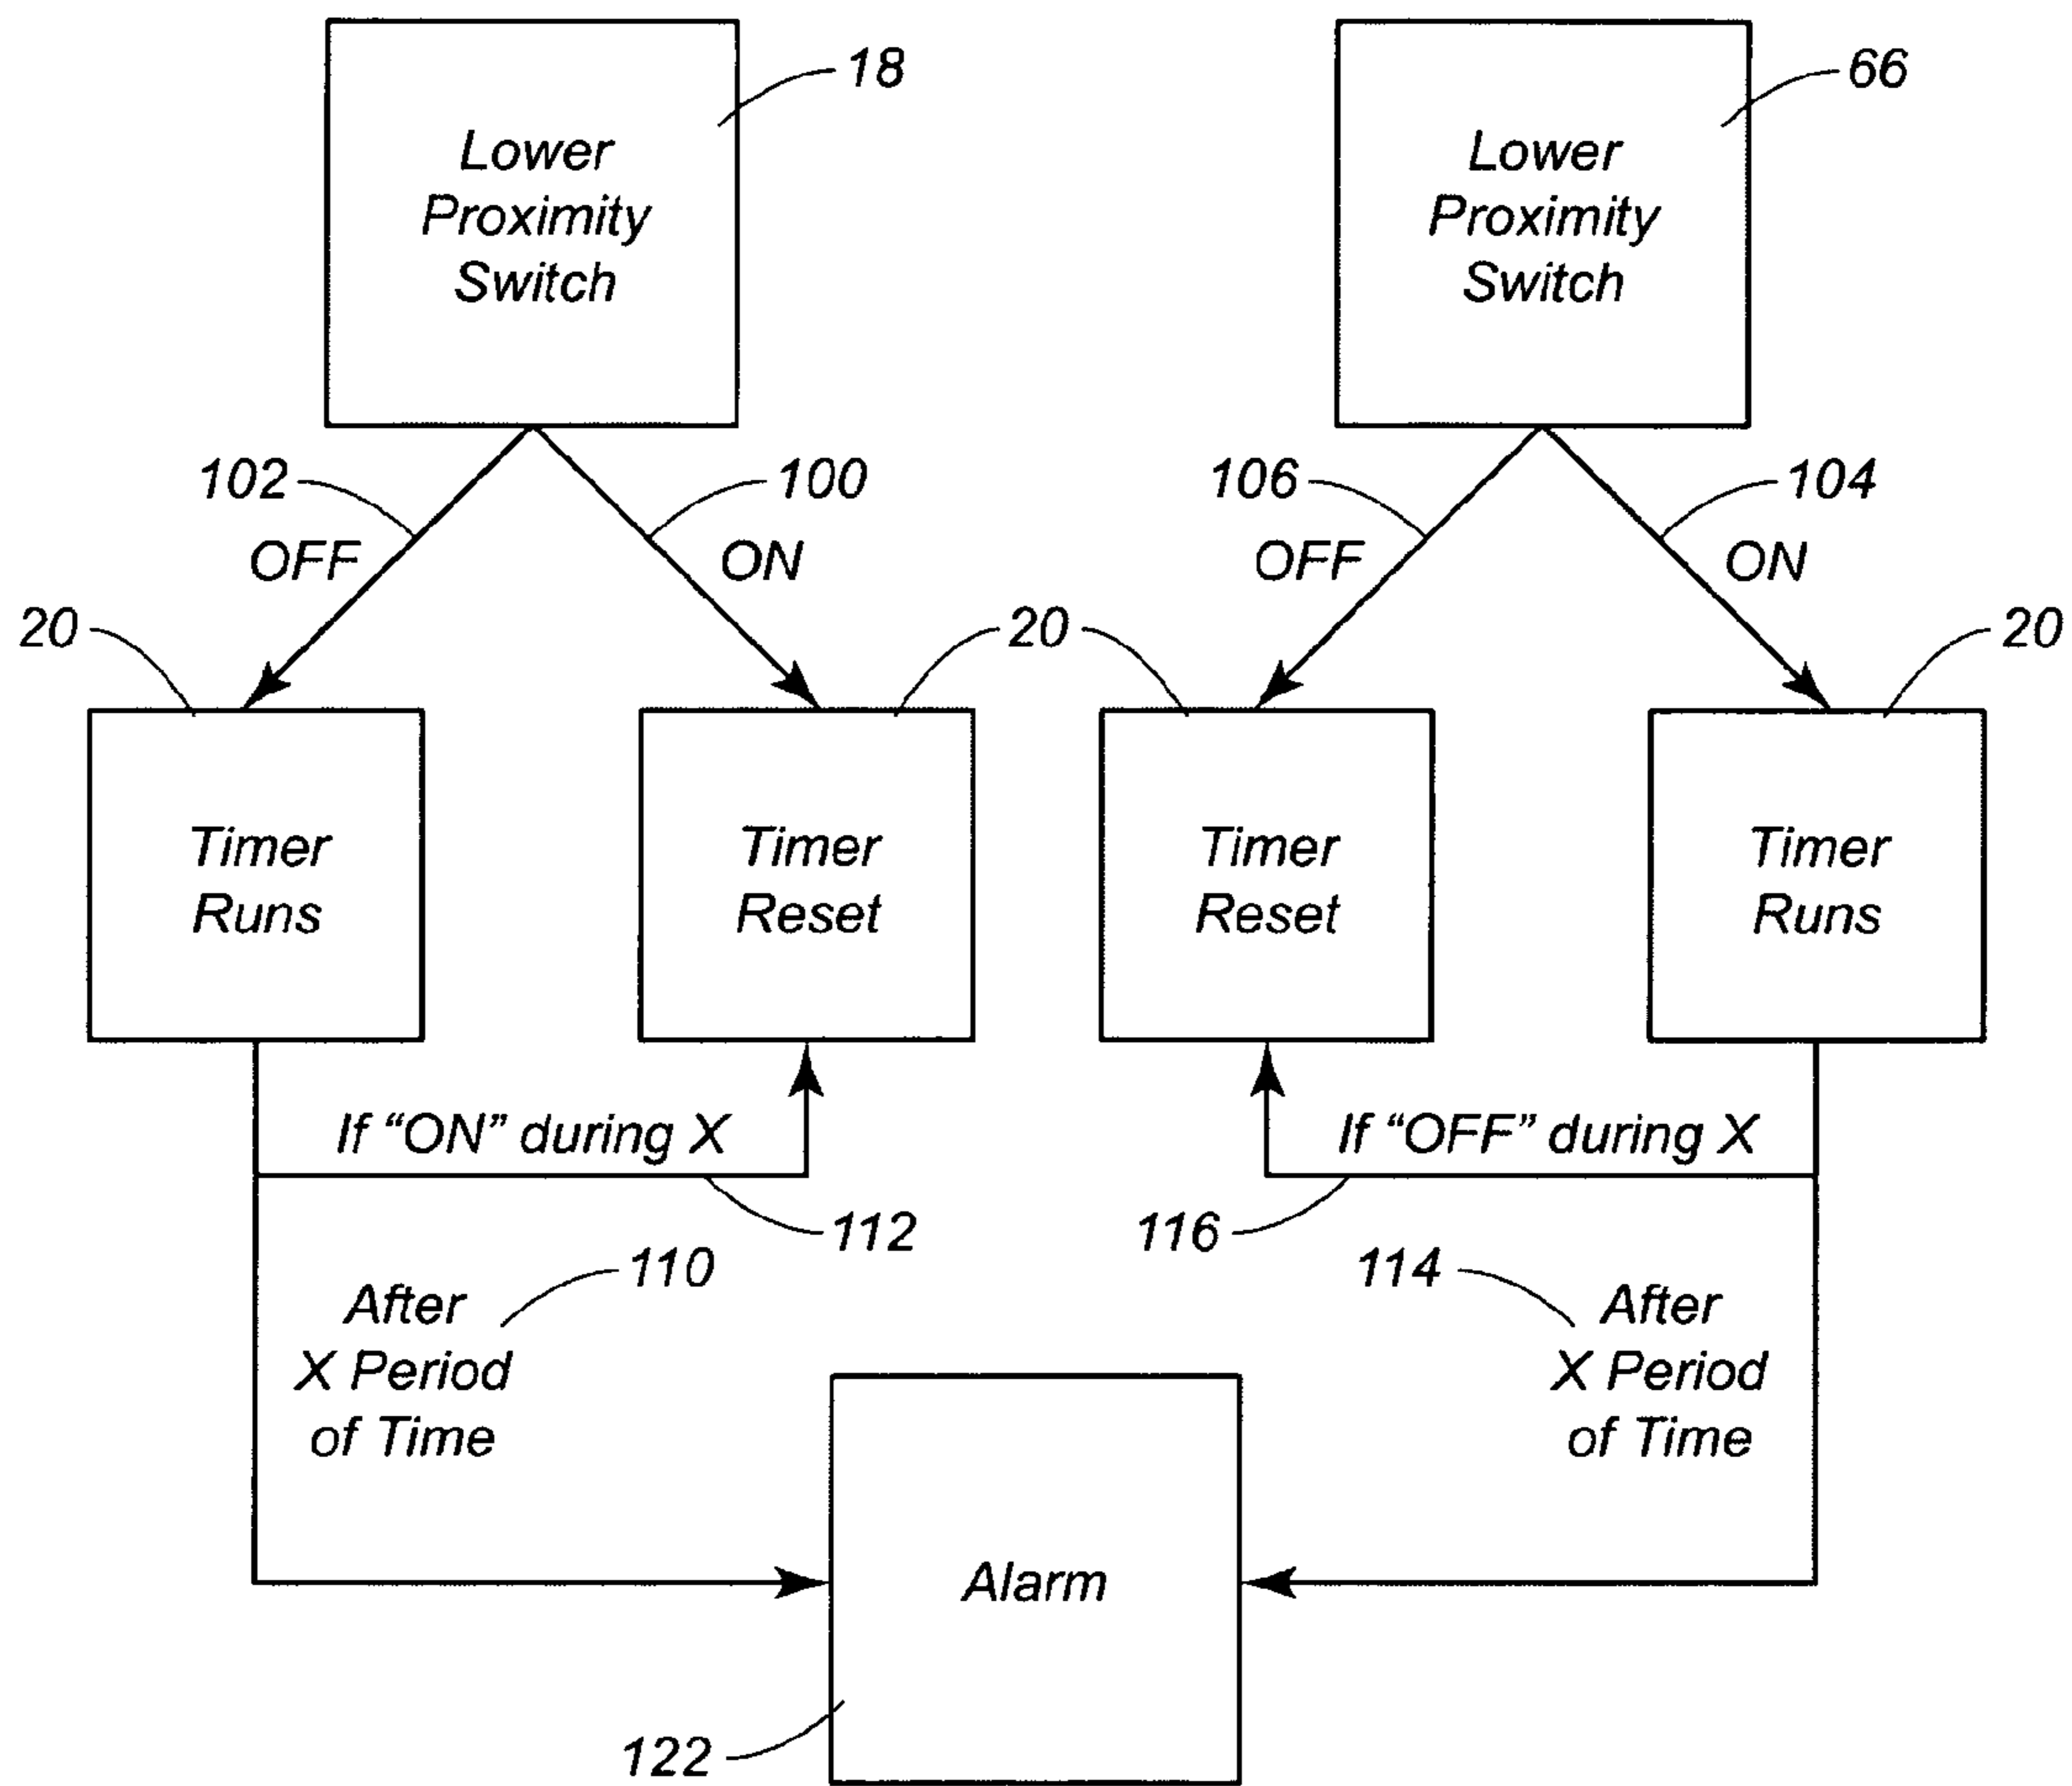 18
66
Lower
Proximity
Switch
Lower
Proximity
Switch
102
100
106
104
OFF
ON
OFF
ON
20
20
20
Timer
Runs
Timer
Reset
Timer
Reset
Timer
Runs
If “ON” during X
If “OFF” during X
112
116
110
114
After
X Period
of Time
After
X Period
of Time
Alarm
122